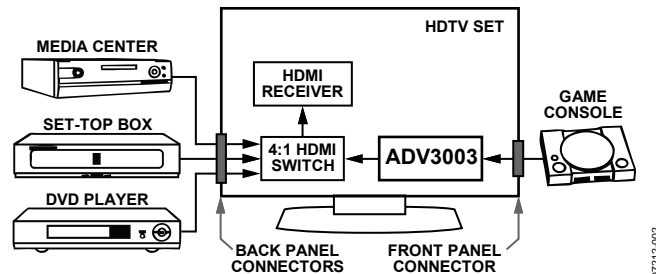 HDTV SET
MEDIA CENTER
HDMI
RECEIVER
GAME
CONSOLE
SET-TOP BOX
4:1 HDMI
SWITCH
ADV3003
DVD PLAYER
BACK PANEL
CONNECTORS
FRONT PANEL
CONNECTOR